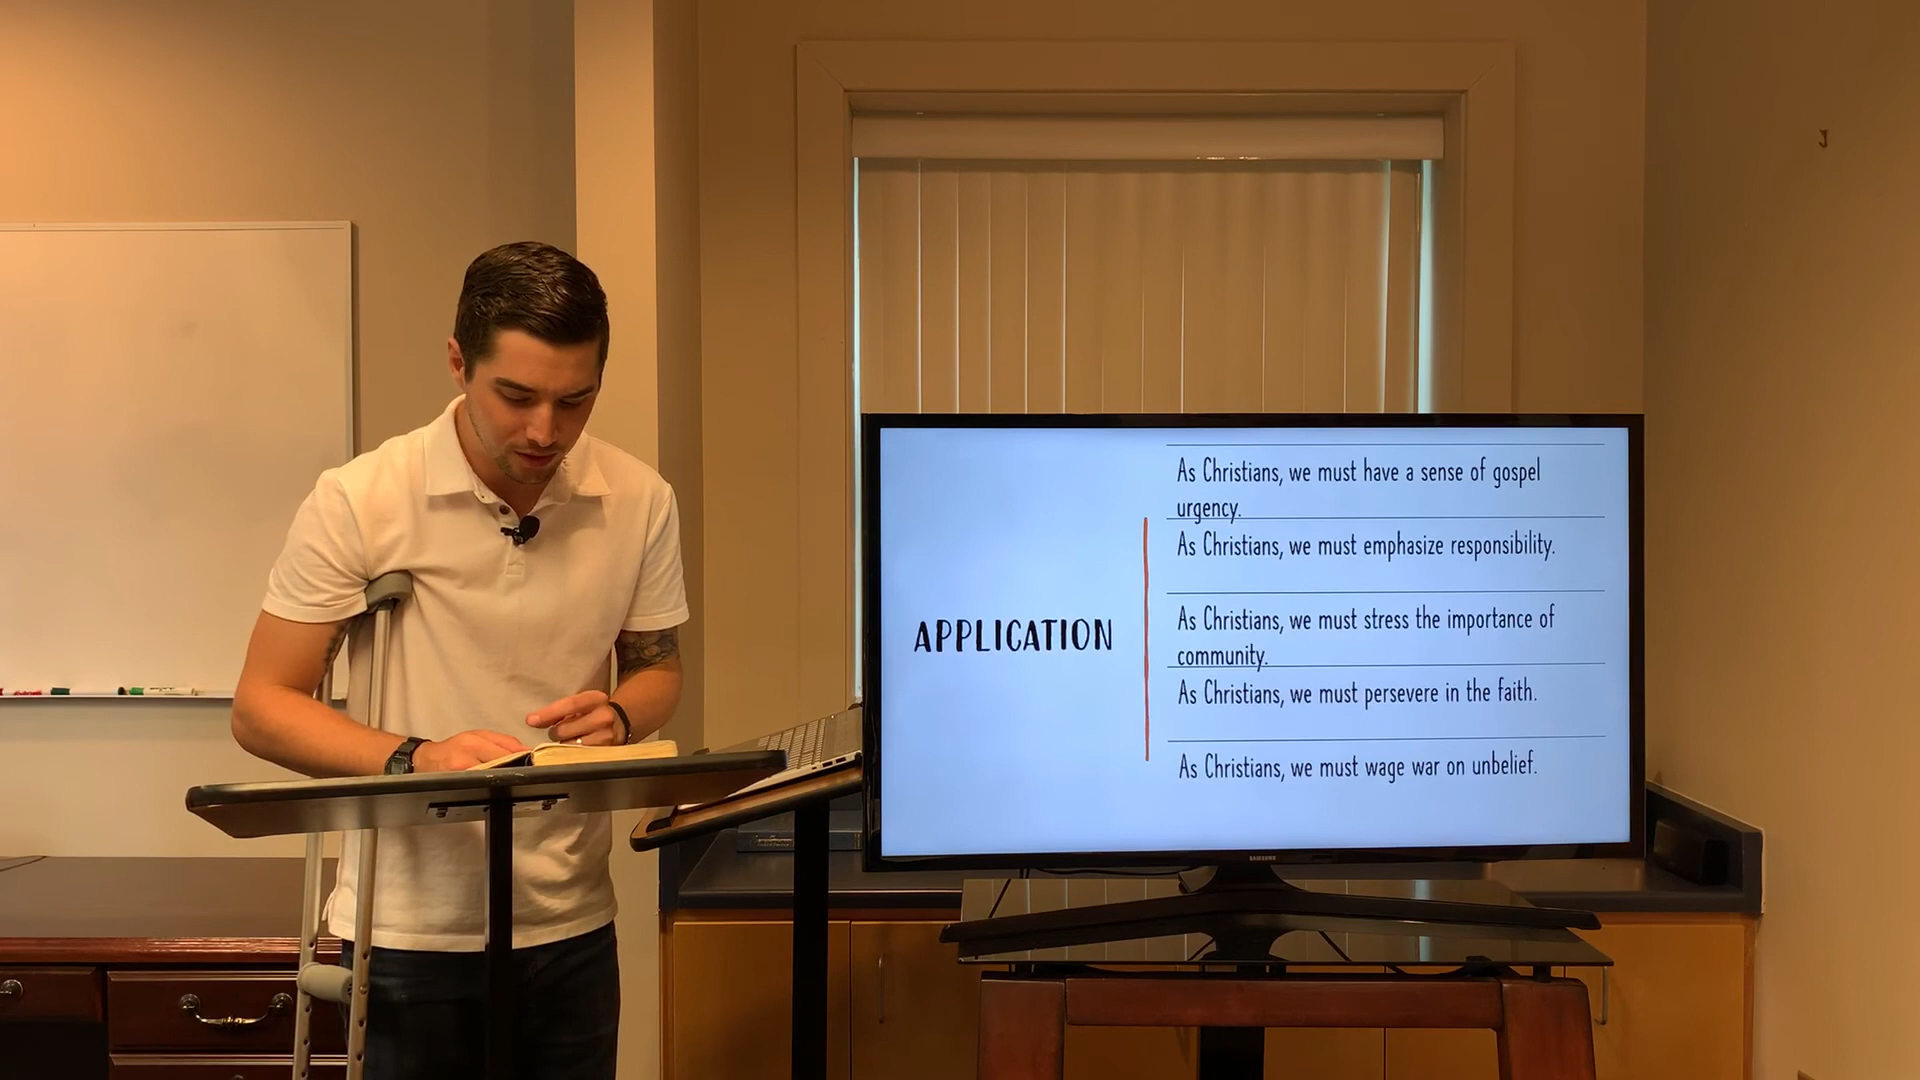 As Christians, we must have a sense of gospel
urgency.
As Christians, we must emphasize responsibility.
APPLICATION
As Christians, we must stress the importance of
community.
As Christians, we must persevere in the faith.
As Christians, we must wage war on unbelief.
SAMSUNG